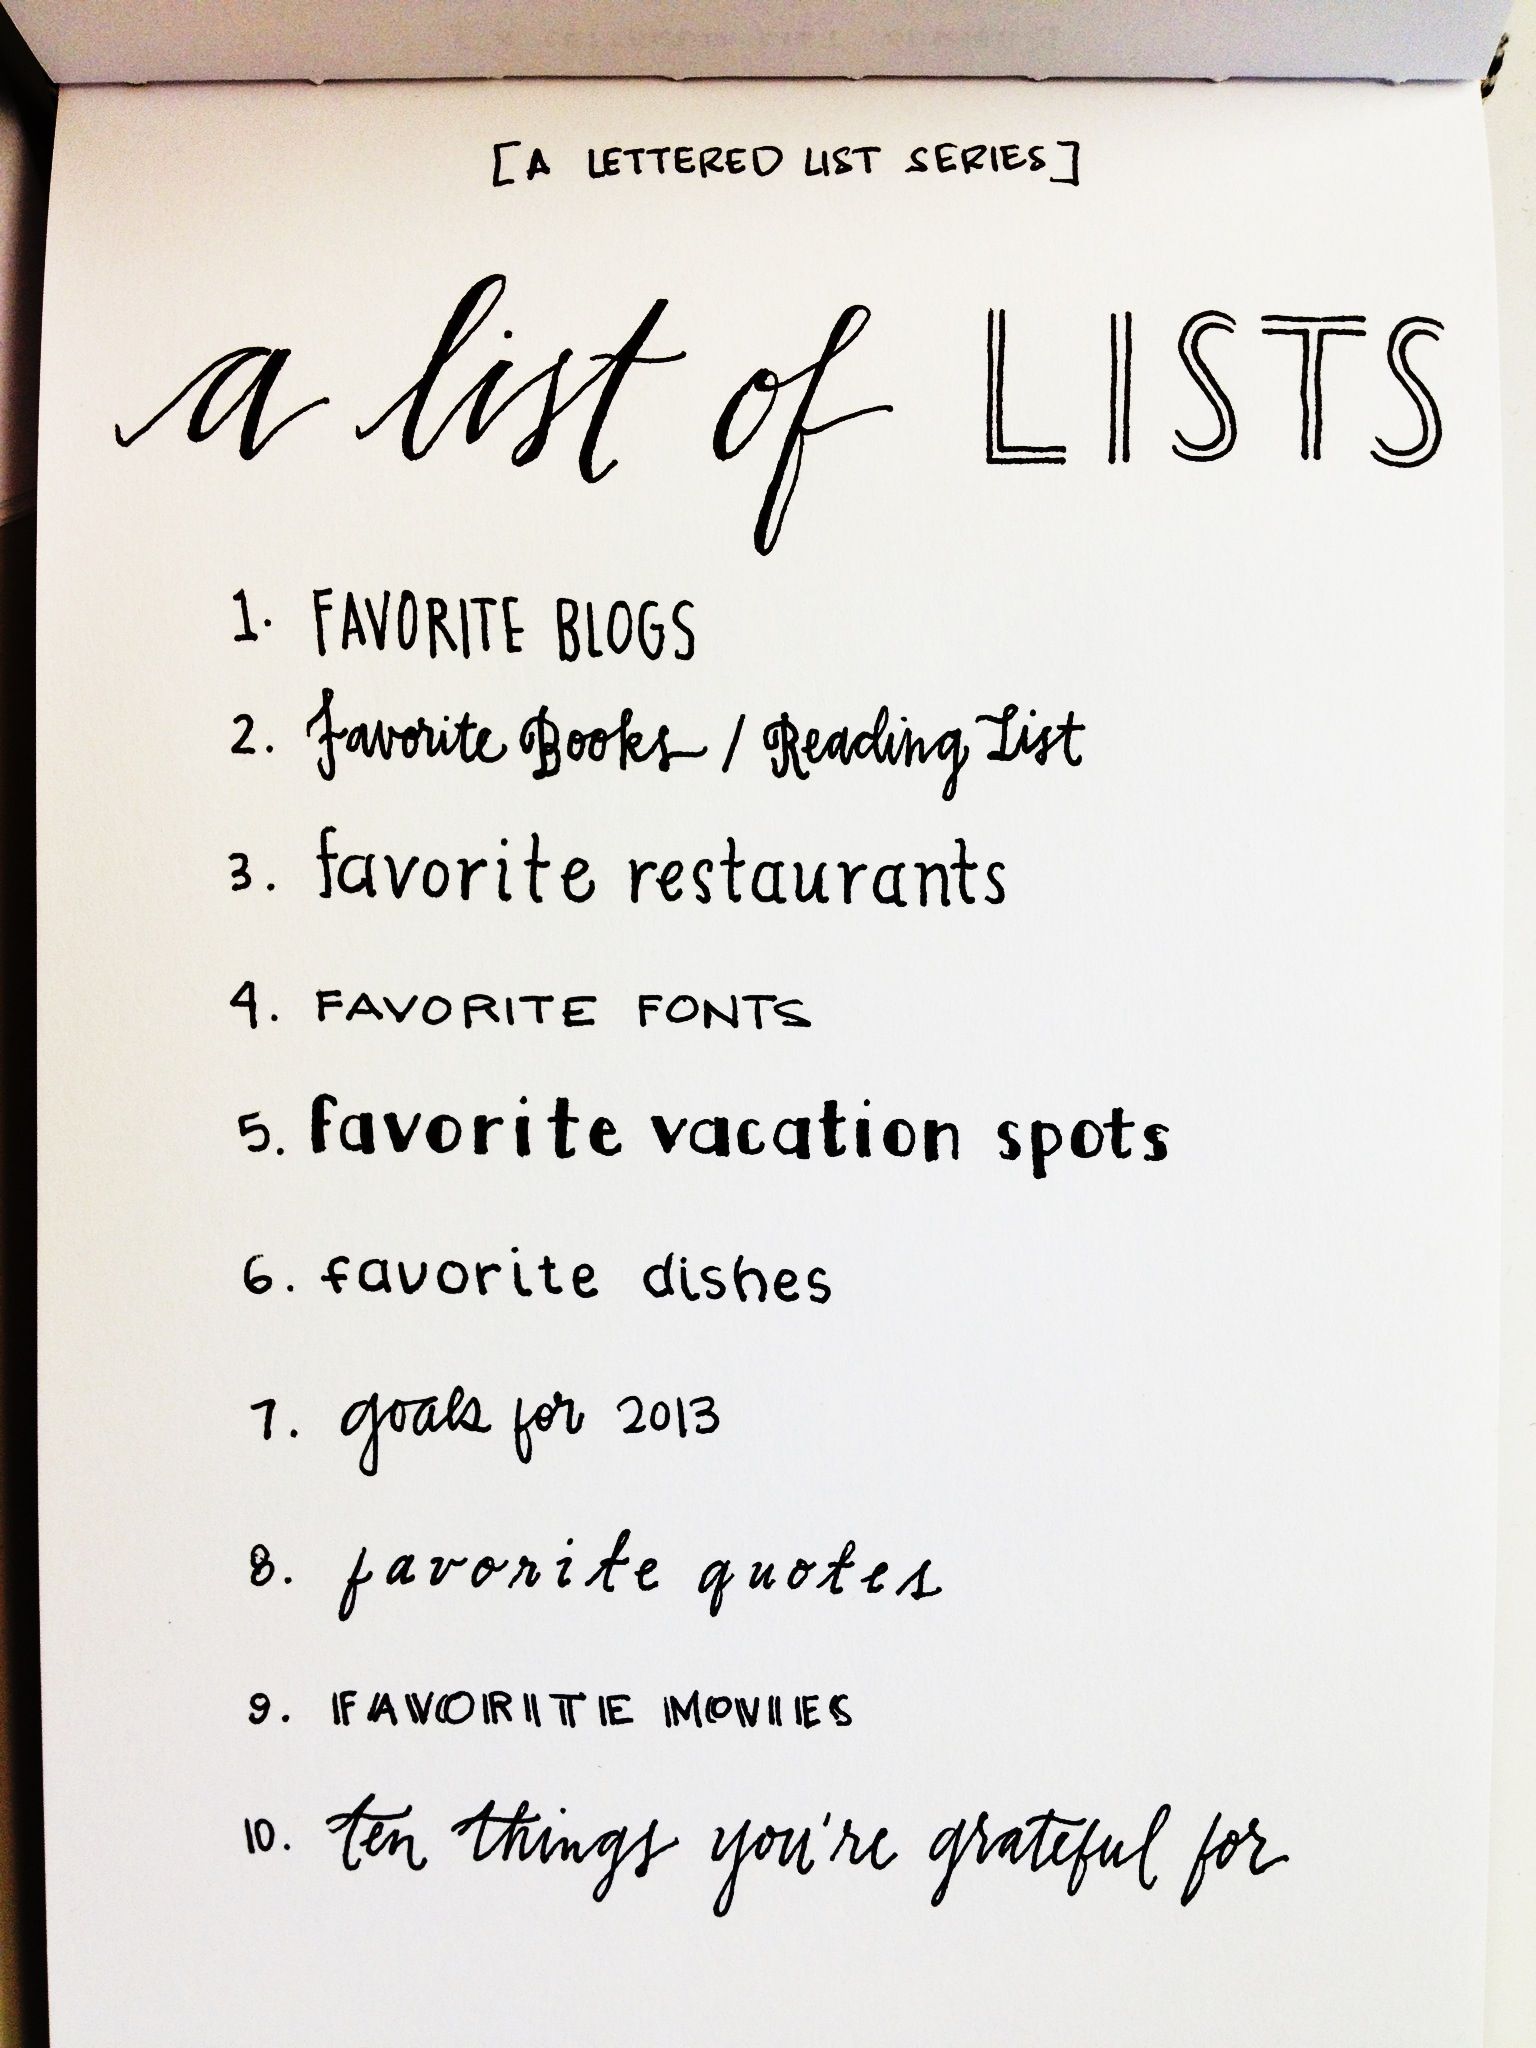 [A LETTERED LIST SERIES]
a list of LISTS
1. FAVORITE BLOGS
2. Favorite Books / Reading List
3. favorite restaurants
4. FAVORITE FONTS
5. favorite vacation spots
6. favorite dishes
7. goals for 2013
8. favorite quotes
9. FAVORITE MOVIES
10. ten things you're grateful for